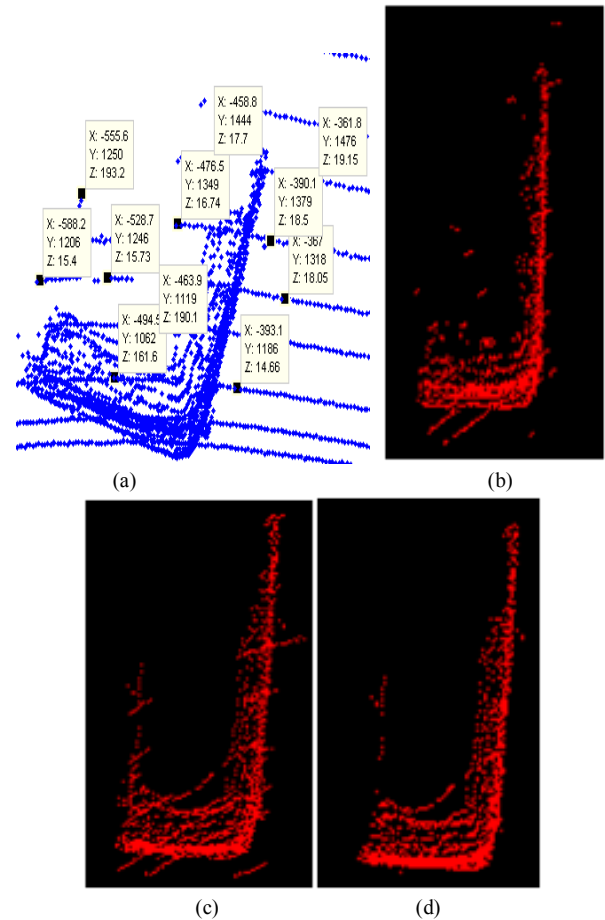 X: -458.8
Y: 1444
Z: 17.7
X: -361.8
Y: 1476
Z: 19.15
X: -555.6
Y: 1250
Z: 193.2
X: -476.5
Y: 1349
Z: 16.74
X: -390.1
Y: 1379
Z: 18.5
X: -588.2
Y: 1206
Z: 15.4
X: -528.7
Y: 1246
Z: 15.73
X: -367
Y: 1318
Z: 18.05
X: -463.9
Y: 1119
Z: 190.1
X: -494.5
Y: 1062
Z: 161.6
X: -393.1
Y: 1186
Z: 14.66
(a)
(b)
(c)
(d)